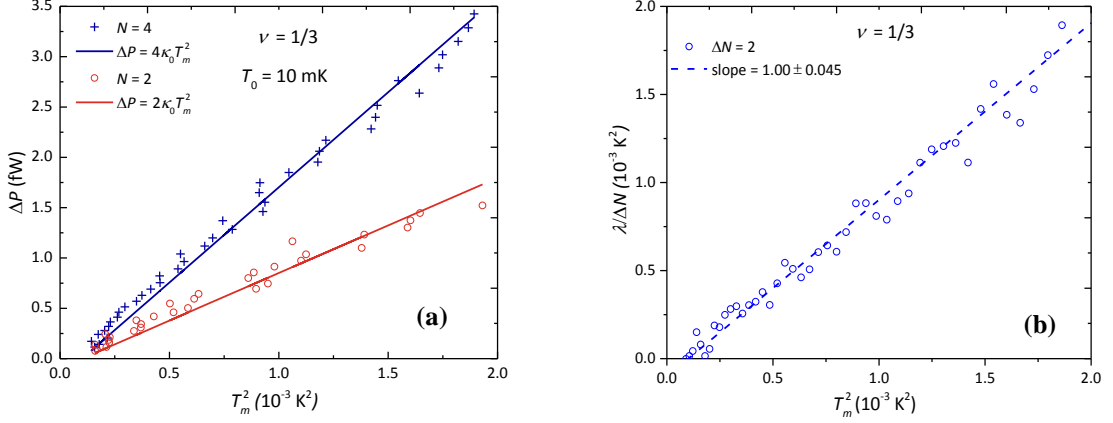 3.5
3.0
2.5
2.0
1.5
1.0
0.5
0.0
ΔP (fW)
N = 4
ΔP = 4κ₀T²ₘ
N = 2
ΔP = 2κ₀T²ₘ
ν = 1/3
T₀ = 10 mK
(a)
0.0 0.5 1.0 1.5 2.0
T²ₘ (10⁻³ K²)
2.0
1.5
1.0
0.5
0.0
λ/ΔN (10⁻³ K²)
ν = 1/3
ΔN = 2
slope = 1.00 ± 0.045
(b)
0.0 0.5 1.0 1.5 2.0
T²ₘ (10⁻³ K²)